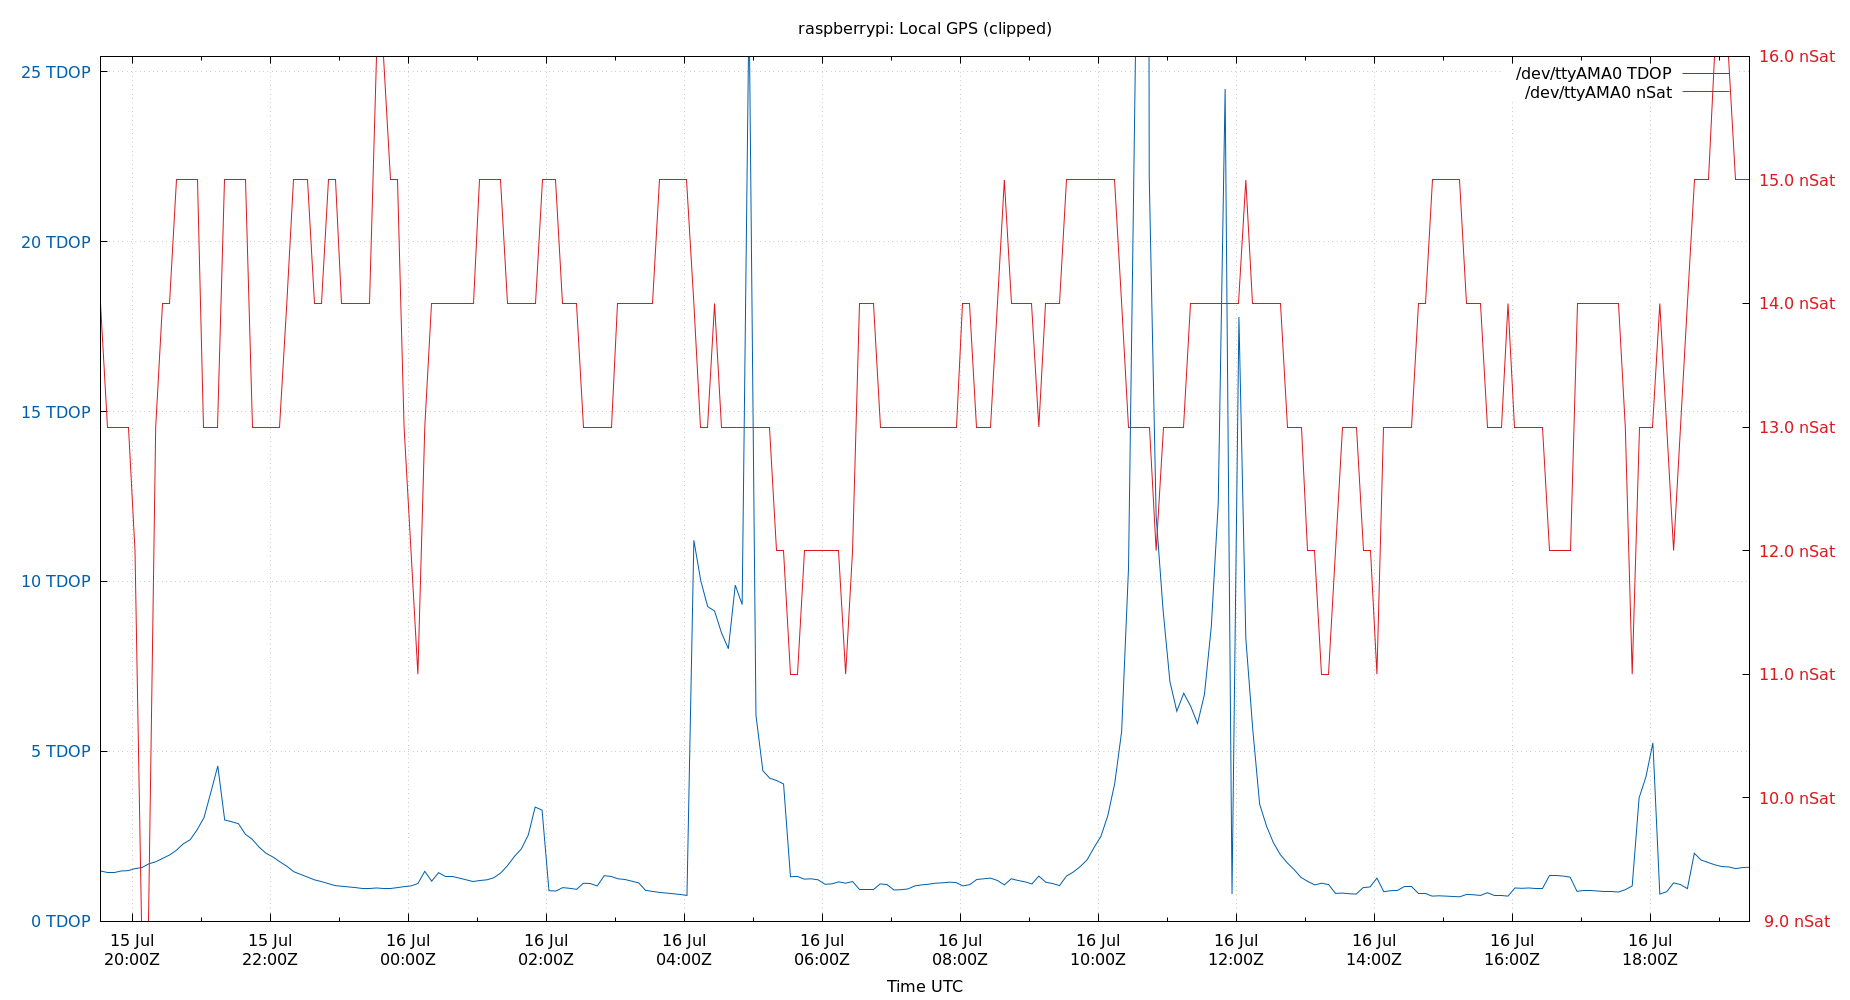 raspberrypi: Local GPS (clipped)
/dev/ttyAMA0 TDOP
/dev/ttyAMA0 nSat
25 TDOP
20 TDOP
15 TDOP
10 TDOP
5 TDOP
0 TDOP
16.0 nSat
15.0 nSat
14.0 nSat
13.0 nSat
12.0 nSat
11.0 nSat
10.0 nSat
9.0 nSat
15 Jul
20:00Z
15 Jul
22:00Z
16 Jul
00:00Z
16 Jul
02:00Z
16 Jul
04:00Z
16 Jul
06:00Z
16 Jul
08:00Z
16 Jul
10:00Z
16 Jul
12:00Z
16 Jul
14:00Z
16 Jul
16:00Z
16 Jul
18:00Z
Time UTC